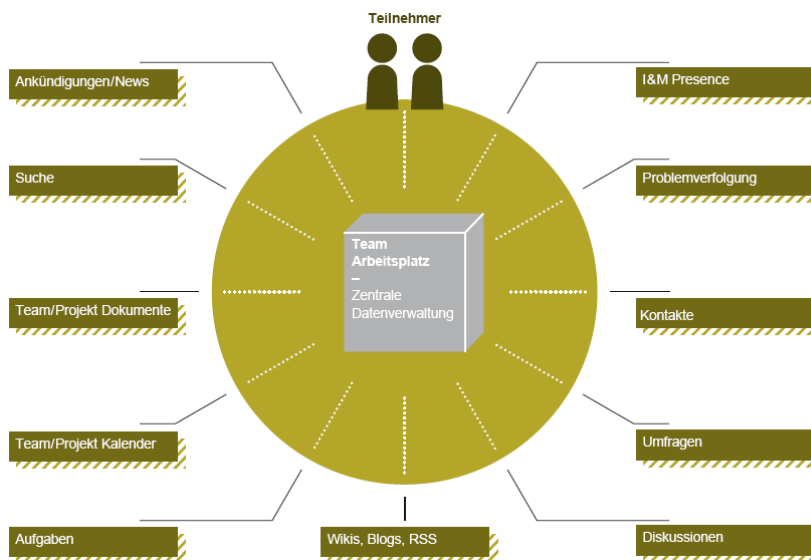 Teilnehmer
Ankündigungen/News
I&M Presence
Suche
Problemverfolgung
Team
Arbeitsplatz
–
Zentrale
Datenverwaltung
Team/Projekt Dokumente
Kontakte
Team/Projekt Kalender
Umfragen
Aufgaben
Wikis, Blogs, RSS
Diskussionen